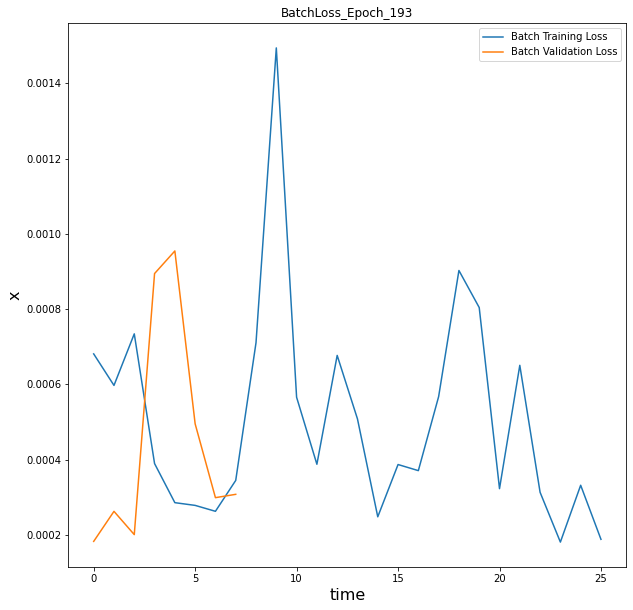 BatchLoss_Epoch_193
Batch Training Loss
Batch Validation Loss
0.0014
0.0012
0.0010
0.0008
0.0006
0.0004
0.0002
x
0 5 10 15 20 25
time